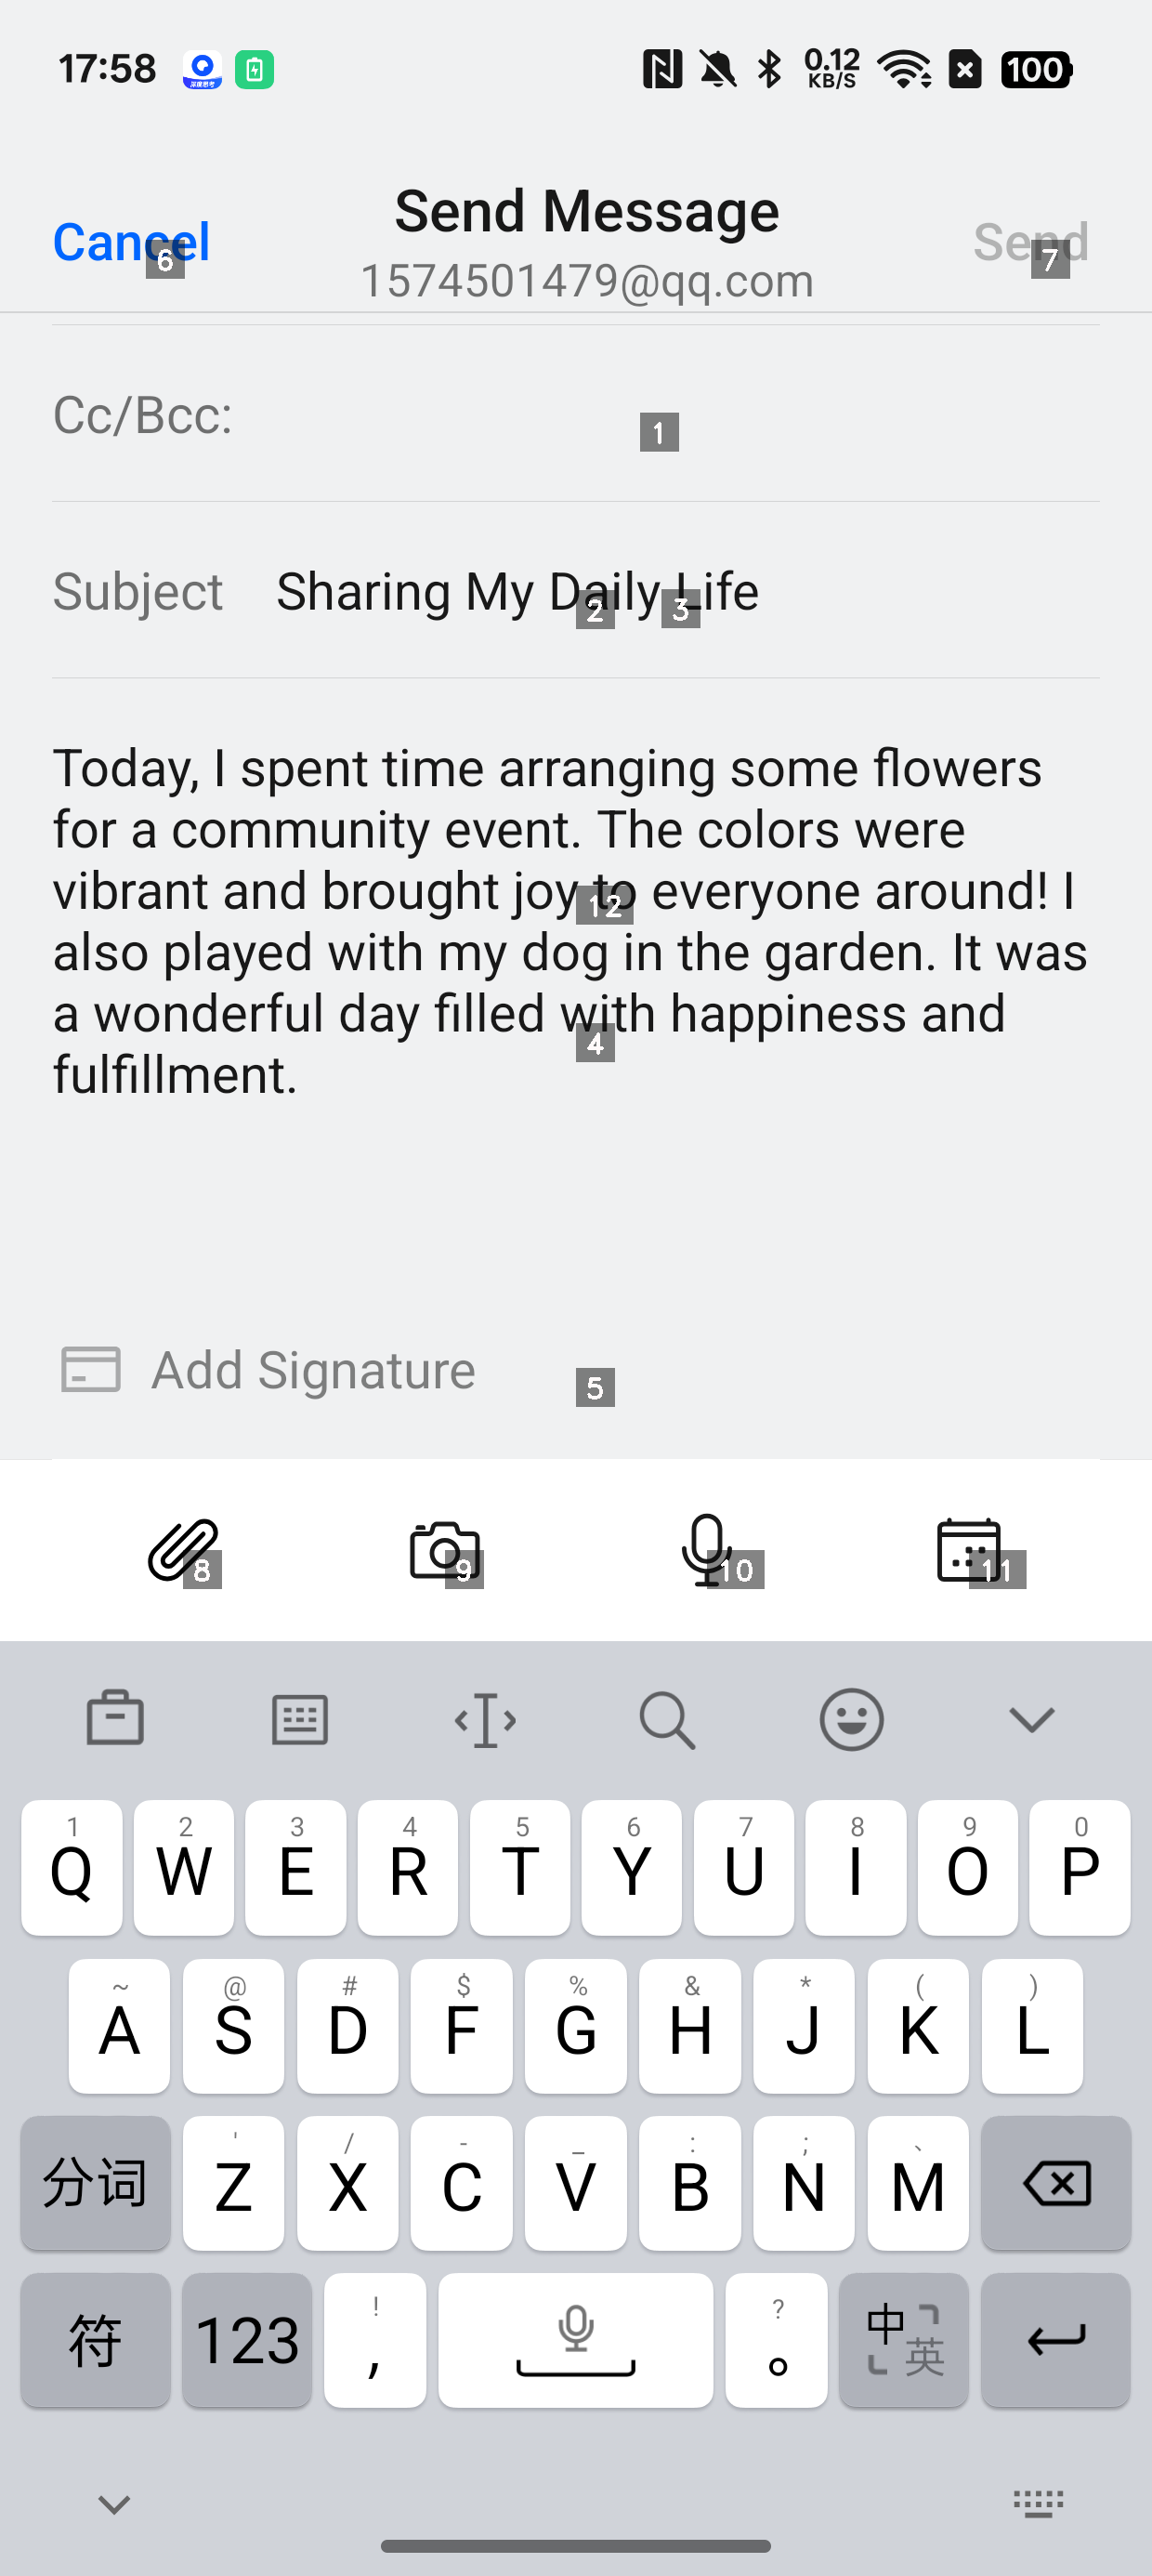 17:58
深度思考
0.12 KB/S
100
Cancel
Send Message
Send
1574501479@qq.com
6
7
Cc/Bcc:
1
Subject Sharing My Daily Life
2
3
Today, I spent time arranging some flowers
for a community event. The colors were
vibrant and brought joy to everyone around! I
12
also played with my dog in the garden. It was
a wonderful day filled with happiness and
4
fulfillment.
Add Signature
5
8
9
10
11
1 2 3 4 5 6 7 8 9 0
Q W E R T Y U I O P
~ @ # $ % & * ( )
A S D F G H J K L
' / - _ : ; 、
分词 Z X C V B N M
! ?
符 123 , 。 中 英